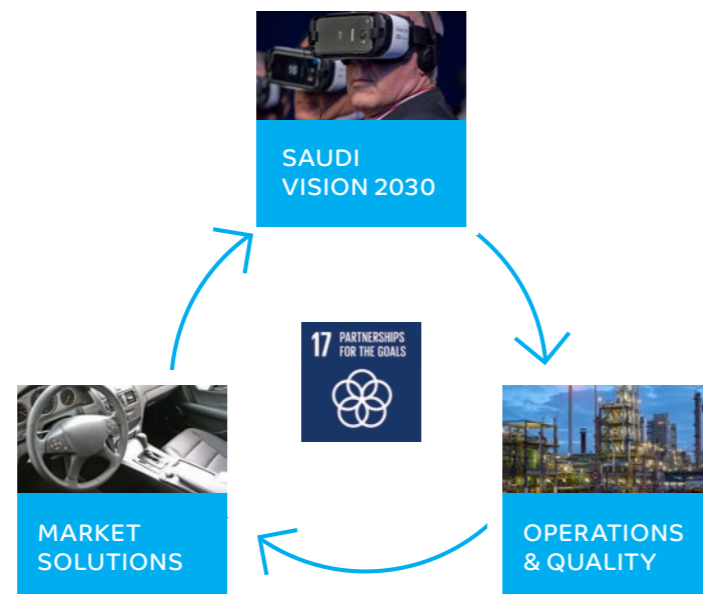 SAUDI
VISION 2030
17 PARTNERSHIPS
FOR THE GOALS
MARKET
SOLUTIONS
OPERATIONS
& QUALITY